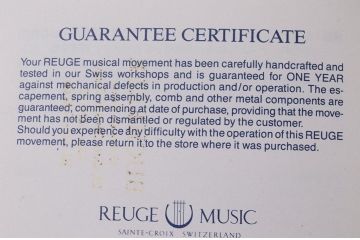 GUARANTEE CERTIFICATE
Your REUGE musical movement has been carefully handcrafted and
tested in our Swiss workshops and is guaranteed for ONE YEAR
against mechanical defects in production and/or operation. The es-
capement, spring assembly, comb and other metal components are
guaranteed, commencing at date of purchase, providing that the move-
ment has not been dismantled or regulated by the customer.
Should you experience any difficulty with the operation of this REUGE
movement, please return it to the store where it was purchased.
REUGE MUSIC
SAINTE-CROIX SWITZERLAND